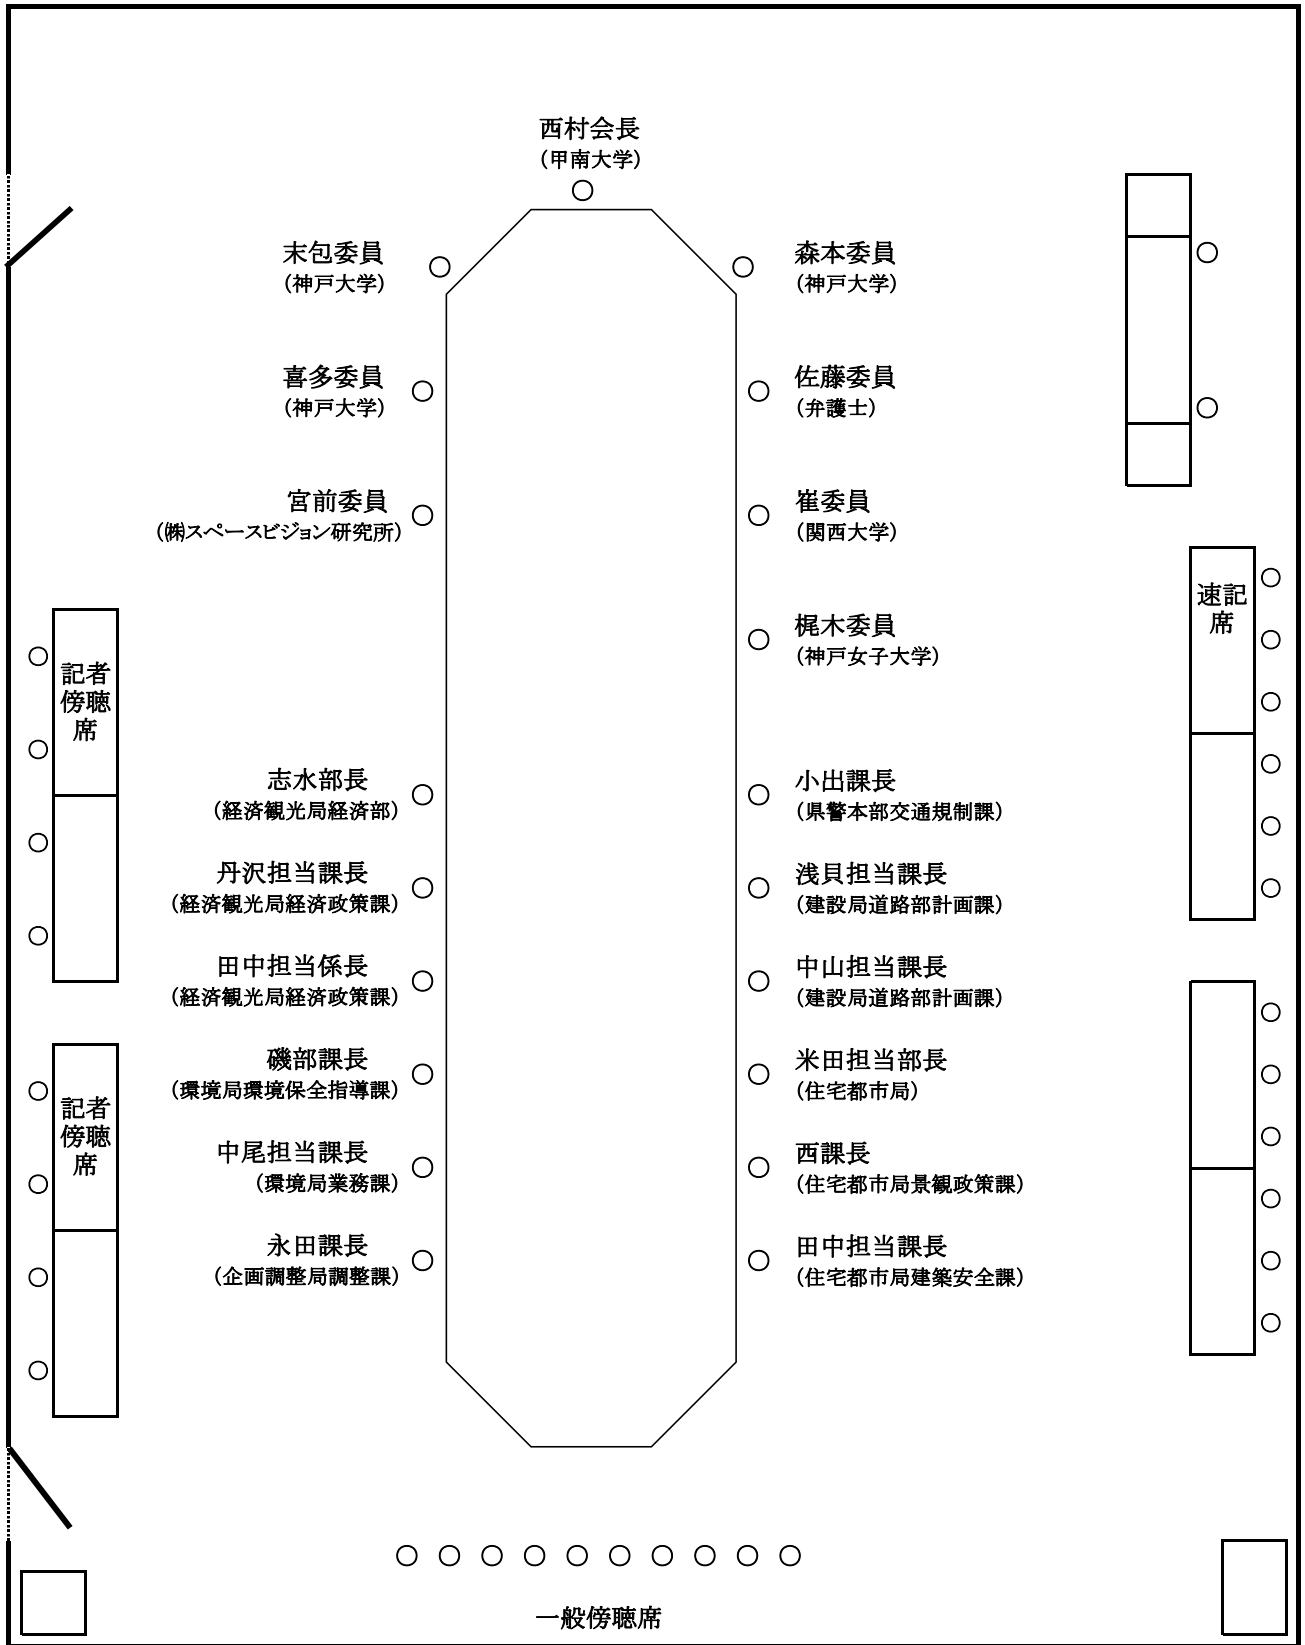 西村会長
(甲南大学)
末包委員
(神戸大学)
森本委員
(神戸大学)
喜多委員
(神戸大学)
佐藤委員
(弁護士)
宮前委員
(㈱スペースビジョン研究所)
崔委員
(関西大学)
梶木委員
(神戸女子大学)
速記
席
記者
傍聴
席
志水部長
(経済観光局経済部)
小出課長
(県警本部交通規制課)
丹沢担当課長
(経済観光局経済政策課)
浅貝担当課長
(建設局道路部計画課)
田中担当係長
(経済観光局経済政策課)
中山担当課長
(建設局道路部計画課)
磯部課長
(環境局環境保全指導課)
米田担当部長
(住宅都市局)
記者
傍聴
席
中尾担当課長
(環境局業務課)
西課長
(住宅都市局景観政策課)
永田課長
(企画調整局調整課)
田中担当課長
(住宅都市局建築安全課)
一般傍聴席